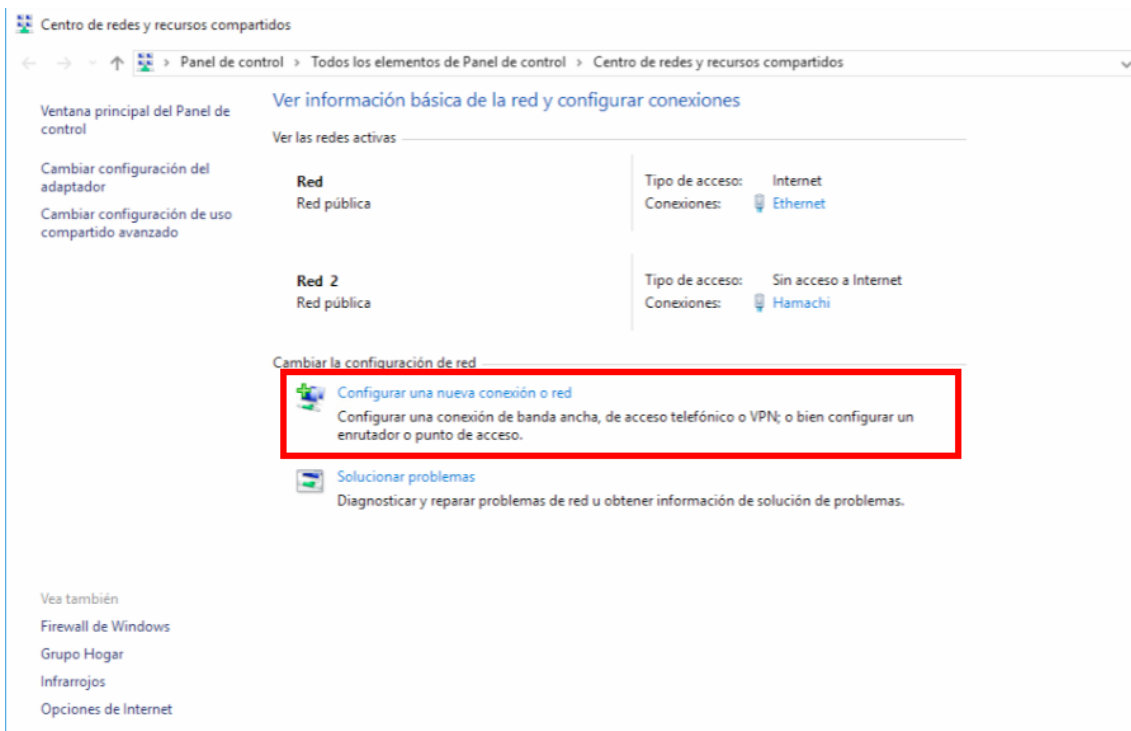 Centro de redes y recursos compartidos
Panel de control > Todos los elementos de Panel de control > Centro de redes y recursos compartidos
Ventana principal del Panel de
control
Cambiar configuración del
adaptador
Cambiar configuración de uso
compartido avanzado
Ver información básica de la red y configurar conexiones
Ver las redes activas
Red
Red pública
Tipo de acceso: Internet
Conexiones: Ethernet
Red 2
Red pública
Tipo de acceso: Sin acceso a Internet
Conexiones: Hamachi
Cambiar la configuración de red
Configurar una nueva conexión o red
Configurar una conexión de banda ancha, de acceso telefónico o VPN; o bien configurar un
enrutador o punto de acceso.
Solucionar problemas
Diagnosticar y reparar problemas de red u obtener información de solución de problemas.
Vea también
Firewall de Windows
Grupo Hogar
Infrarrojos
Opciones de Internet